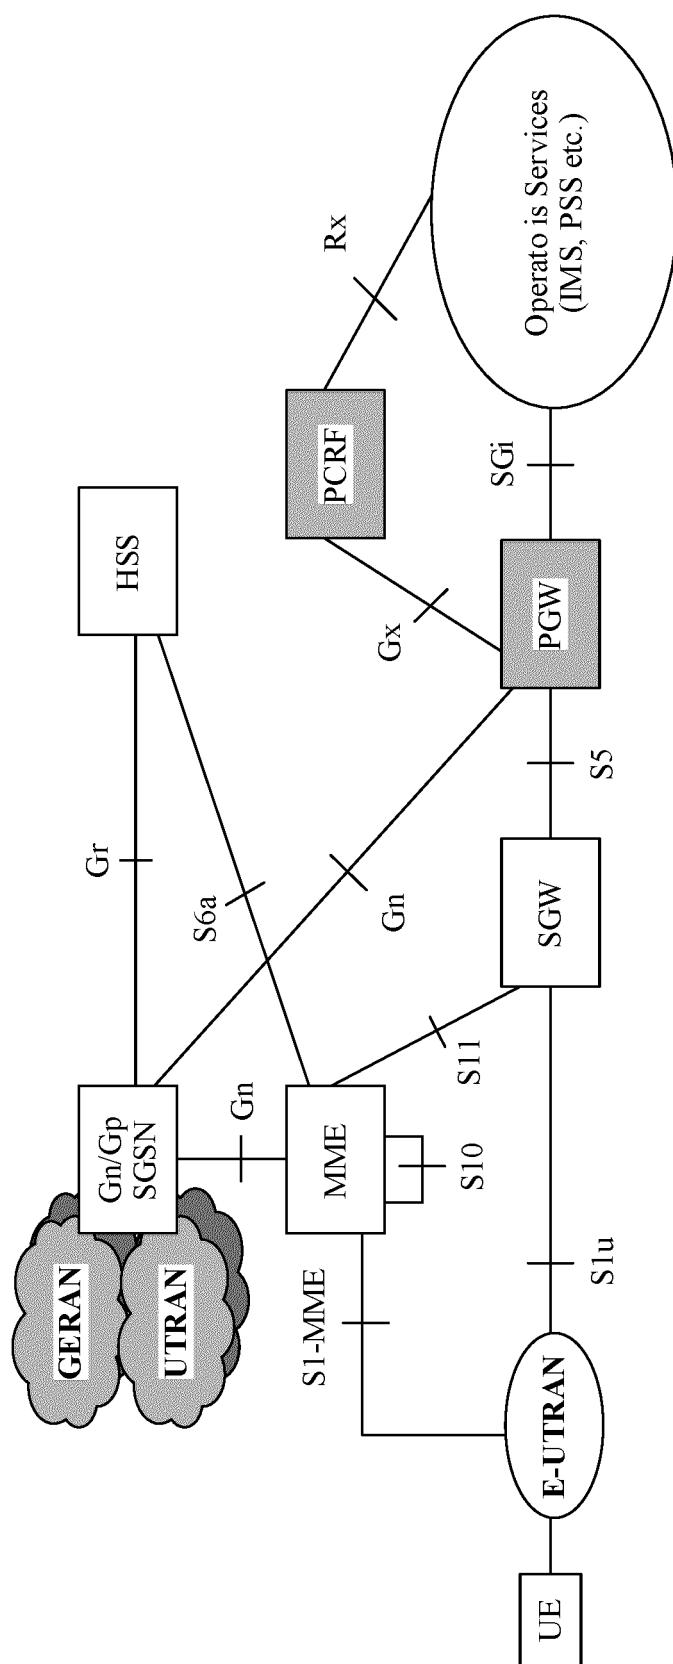 GERAN
UTRAN
Gn/Gp
SGSN
Gr
HSS
Gn
S6a
S1-MME
MME
S10
S11
Gn
Gx
PCRF
Rx
UE
E-UTRAN
S1u
SGW
S5
PGW
SGi
Operato is Services
(IMS, PSS etc.)